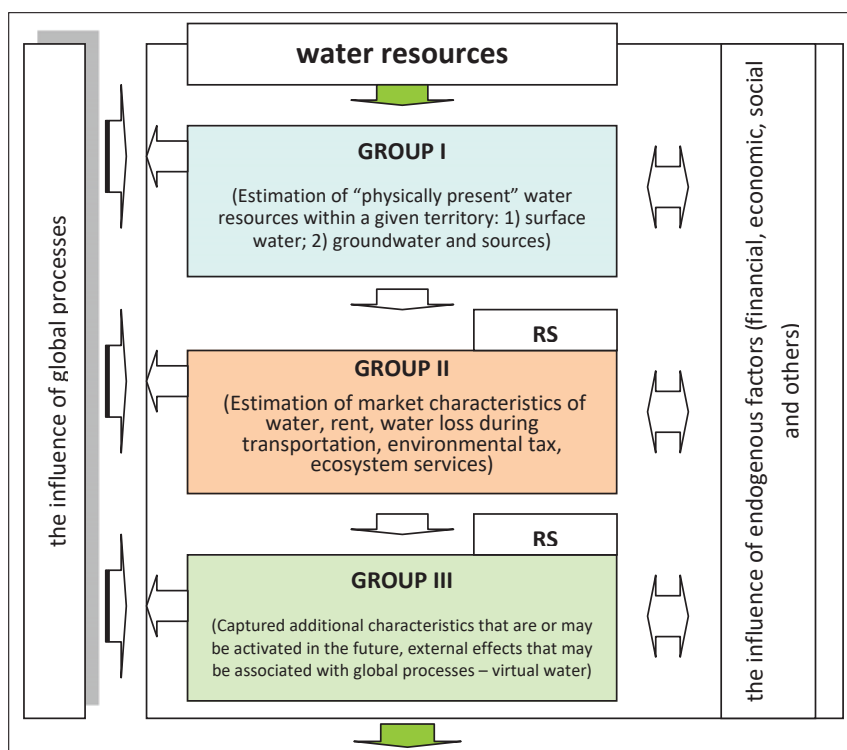 water resources
the influence of global processes
GROUP I
(Estimation of “physically present” water
resources within a given territory: 1) surface
water; 2) groundwater and sources)
RS
GROUP II
(Estimation of market characteristics of
water, rent, water loss during
transportation, environmental tax,
ecosystem services)
RS
GROUP III
(Captured additional characteristics that are or may
be activated in the future, external effects that may
be associated with global processes – virtual water)
the influence of endogenous factors (financial, economic, social
and others)